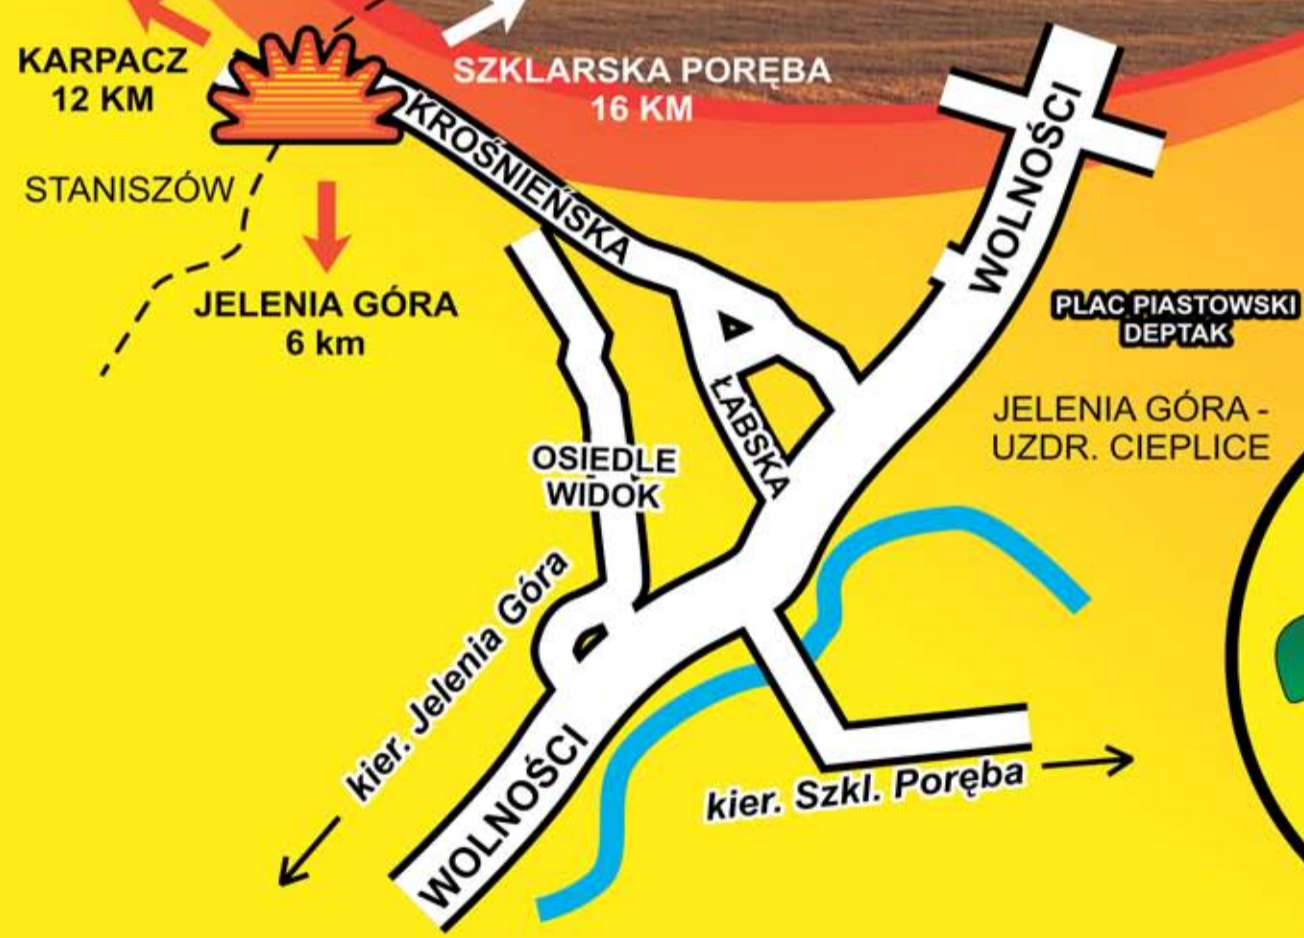 KARPACZ
12 KM
SZKLARSKA PORĘBA
16 KM
KROŚNIEŃSKA
WOLNOŚCI
STANISZÓW
JELENIA GÓRA
6 km
PLAC PIASTOWSKI
DEPTAK
ŁABSKA
JELENIA GÓRA -
UZDR. CIEPLICE
OSIEDLE
WIDOK
kier. Jelenia Góra
WOLNOŚCI
kier. Szkl. Poręba